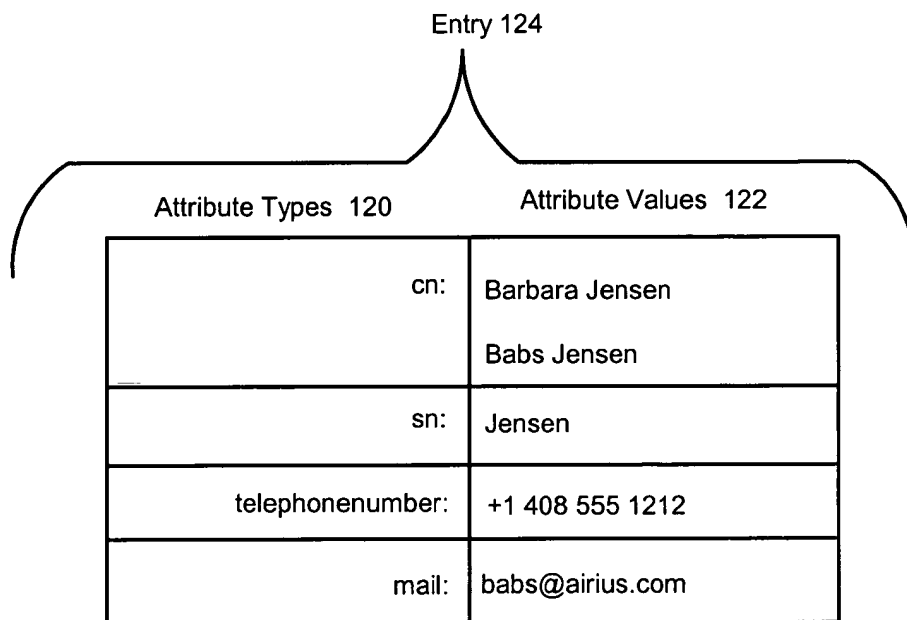 Entry 124
Attribute Types 120 Attribute Values 122
cn: Barbara Jensen
Babs Jensen
sn: Jensen
telephonenumber: +1 408 555 1212
mail: babs@airius.com